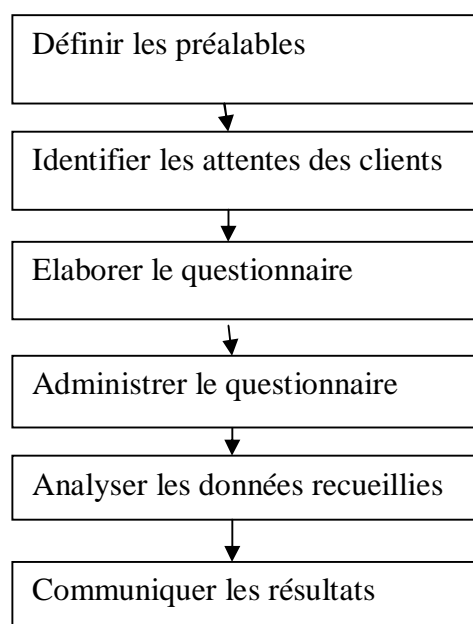 Définir les préalables
Identifier les attentes des clients
Elaborer le questionnaire
Administrer le questionnaire
Analyser les données recueillies
Communiquer les résultats